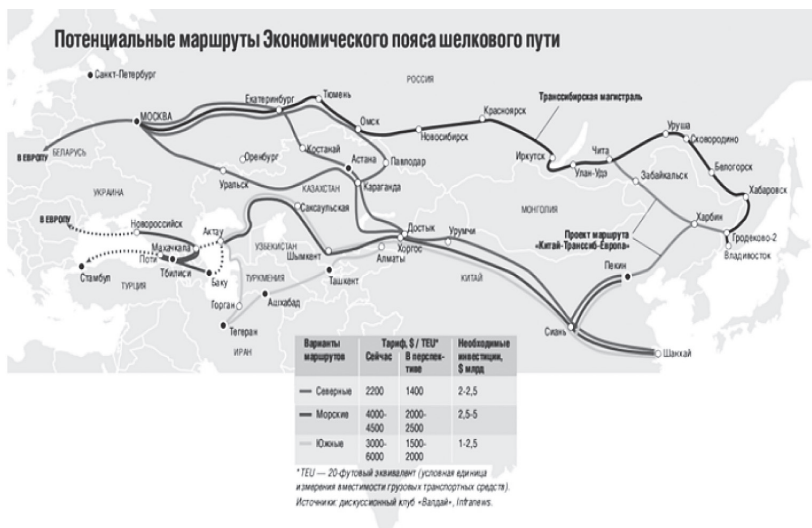 Потенциальные маршруты Экономического пояса шелкового пути
Санкт-Петербург
РОССИЯ
Тюмень
Екатеринбург
Красноярск
Транссибирская магистраль
МОСКВА
Омск
Новосибирск
Уруша
Сковородино
Чита
В ЕВРОПУ
БЕЛАРУСЬ
Оренбург
Костанай
Астана
Павлодар
Иркутск
Улан-Удэ
Забайкальск
Белогорск
Хабаровск
УКРАИНА
Уральск
КАЗАХСТАН
Караганда
МОНГОЛИЯ
В ЕВРОПУ
Новороссийск
Актау
Саксаульская
Достык
Урумчи
Харбин
Проект маршрута
«Китай-Транссиб-Европа»
Гродеково-2
Владивосток
Махачкала
Поти
Тбилиси
УЗБЕКИСТАН
Шымкент
Хоргос
Алматы
Стамбул
ТУРЦИЯ
Баку
ТУРКМЕНИЯ
Ташкент
КИТАЙ
Пекин
Горган
Ашхабад
Тегеран
ИРАН
Сиань
Шанхай
Варианты маршрутов
Тариф, $ / TEU*
Сейчас
В перспективе
Необходимые инвестиции, $ млрд
Северные 2200 1400 2-2,5
Морские 4000-4500 2000-2500 2,5-5
Южные 3000-6000 1500-2000 1-2,5
*TEU — 20-футовый эквивалент (условная единица
измерения вместимости грузовых транспортных средств).
Источники: дискуссионный клуб «Валдай», Infranews.